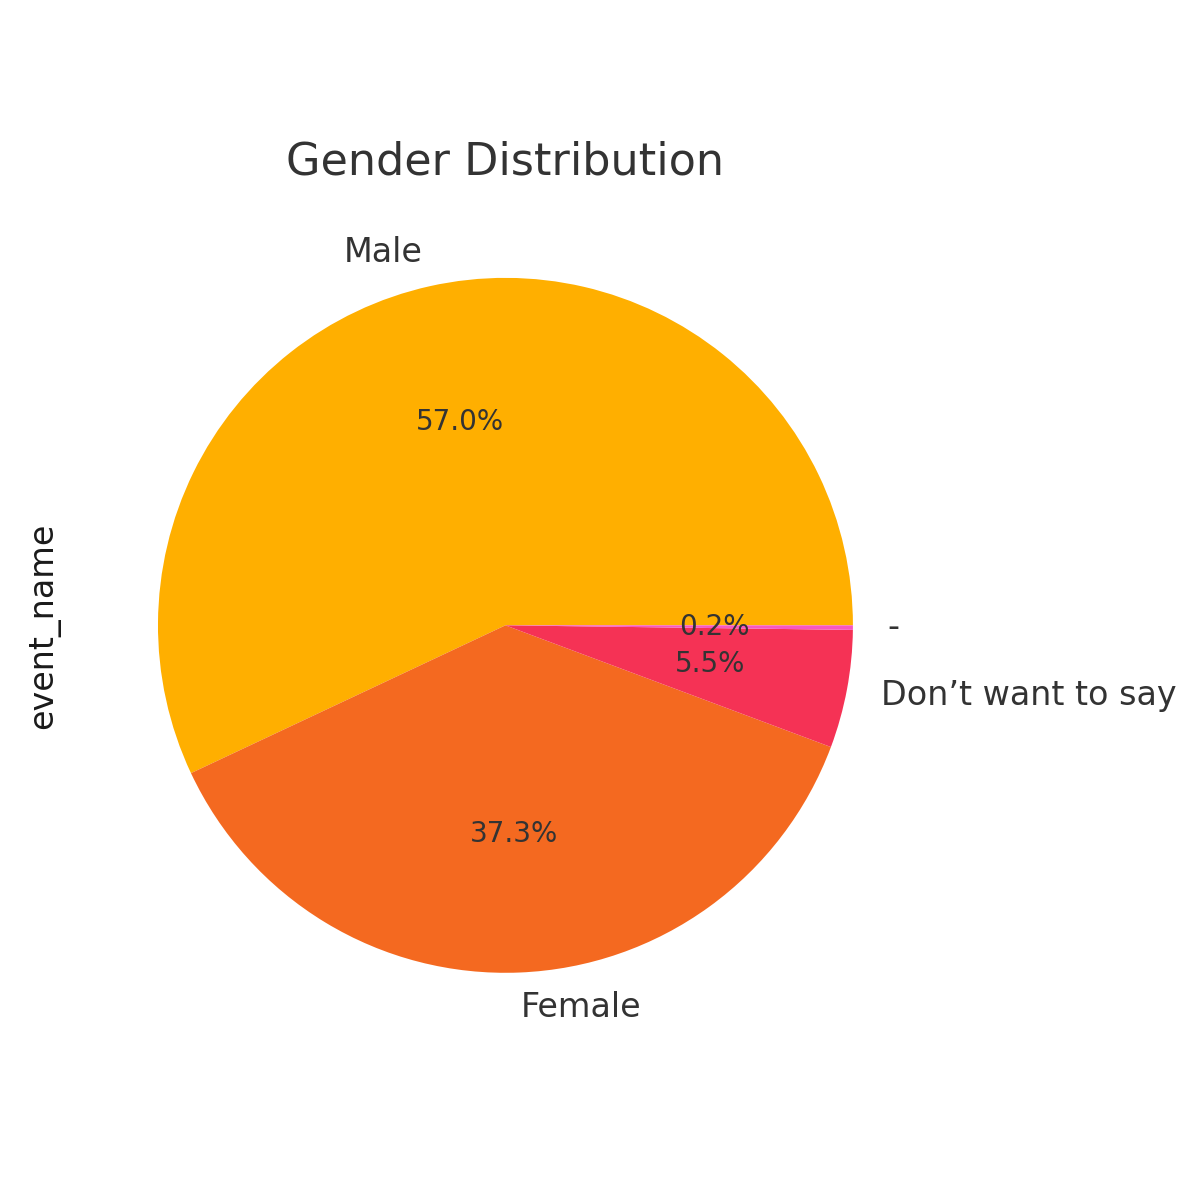 Gender Distribution
Male
57.0%
event_name
0.2%
-
5.5%
Don’t want to say
37.3%
Female